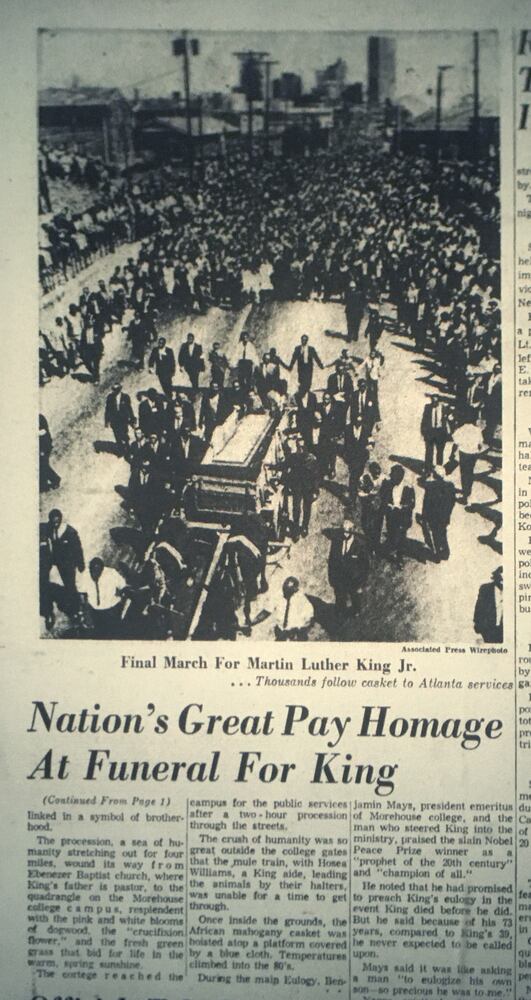 Associated Press Wirephoto
Final March For Martin Luther King Jr.
... Thousands follow casket to Atlanta services
Nation's Great Pay Homage
At Funeral For King
(Continued From Page 1)
linked in a symbol of brother-
hood.
The procession, a sea of hu-
manity stretching out for four
miles, wound its way from
Ebenezer Baptist church, where
King's father is pastor, to the
quadrangle on the Morehouse
college campus, resplendent
with the pink and white blooms
of dogwood, the "crucifixion
flower," and the fresh green
grass that bid for life in the
warm, spring sunshine.
The cortege reached the
campus for the public services
after a two-hour procession
through the streets.
The crush of humanity was so
great outside the college gates
that the mule train, with Hosea
Williams, a King aide, leading
the animals by their halters,
was unable for a time to get
through.
Once inside the grounds, the
African mahogany casket was
hoisted atop a platform covered
by a blue cloth. Temperatures
climbed into the 80's.
During the main Eulogy, Ben-
jamin Mays, president emeritus
of Morehouse college, and the
man who steered King into the
ministry, praised the slain Nobel
Peace Prize winner as a
"prophet of the 20th century"
and "champion of all."
He noted that he had promised
to preach King's eulogy in the
event King died before he did.
But he said because of his 73
years, compared to King's 39,
he never expected to be called
upon.
Mays said it was like asking
a man "to eulogize his own
son—so precious he was to me."